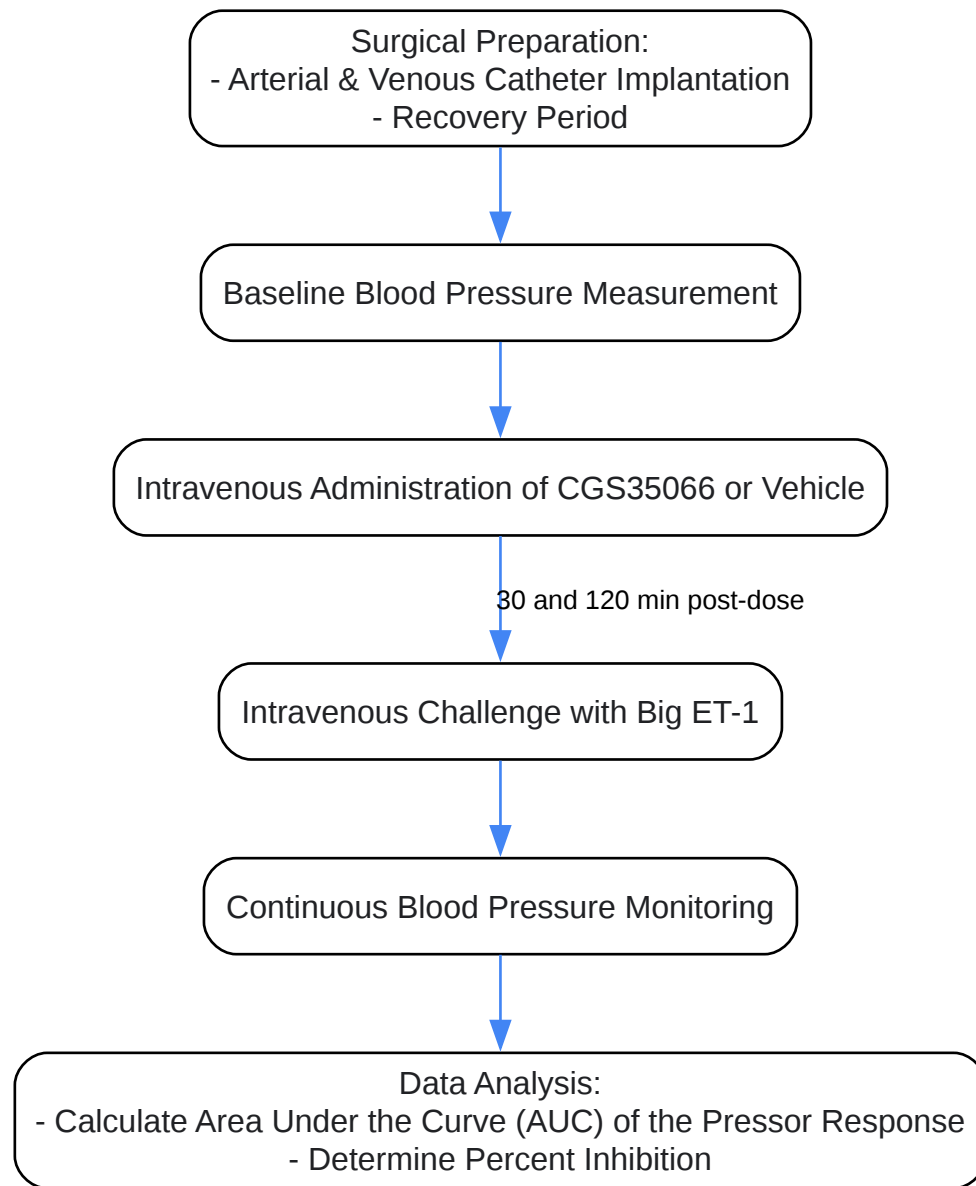 Surgical Preparation:
- Arterial & Venous Catheter Implantation
- Recovery Period
Baseline Blood Pressure Measurement
Intravenous Administration of CGS35066 or Vehicle
30 and 120 min post-dose
Intravenous Challenge with Big ET-1
Continuous Blood Pressure Monitoring
Data Analysis:
- Calculate Area Under the Curve (AUC) of the Pressor Response
- Determine Percent Inhibition